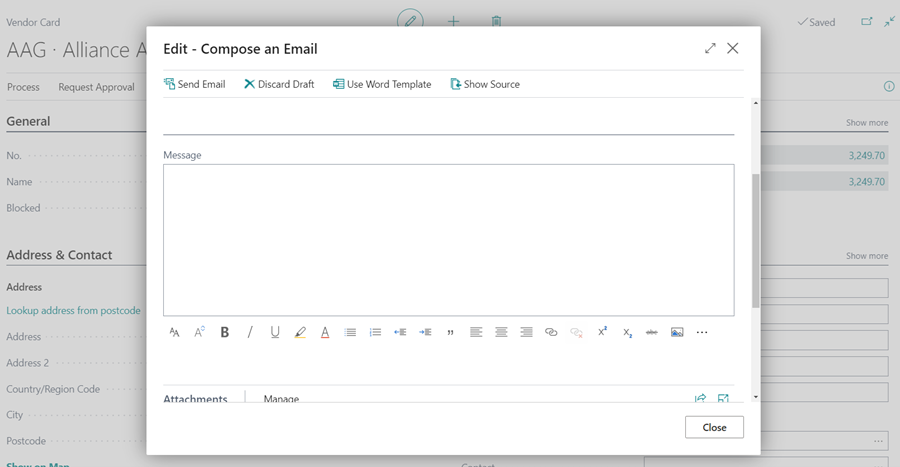 Vendor Card
Saved
AAG · Alliance A
Edit - Compose an Email
Process Request Approval
Send Email Discard Draft Use Word Template Show Source
General
Show more
No.
3,249.70
Name
3,249.70
Blocked
Message
Address & Contact
Show more
Address
Lookup address from postcode
Address
Address 2
Country/Region Code
City
Postcode
Attachments Manage
Close
Show on Map
Contact